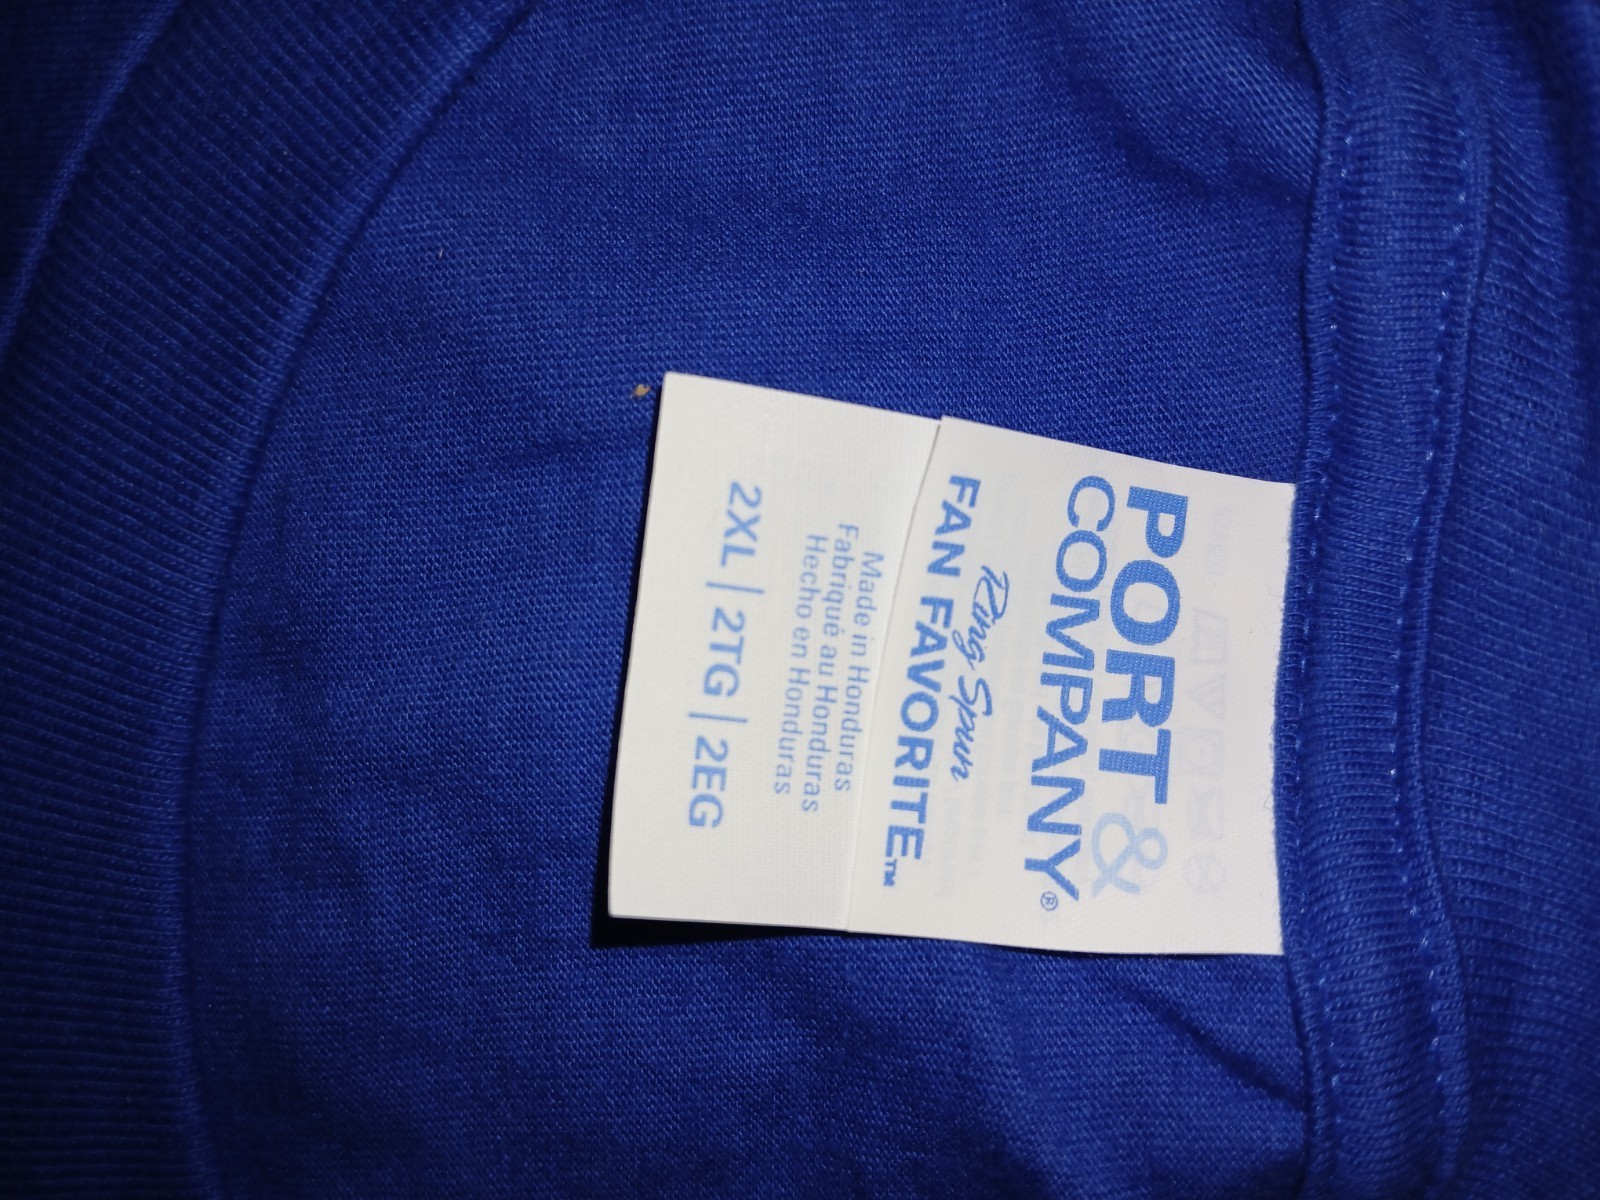 PORT &
COMPANY®
Ring Spun
FAN FAVORITE™
Made in Honduras
Fabriqué au Honduras
Hecho en Honduras
2XL | 2TG | 2EG